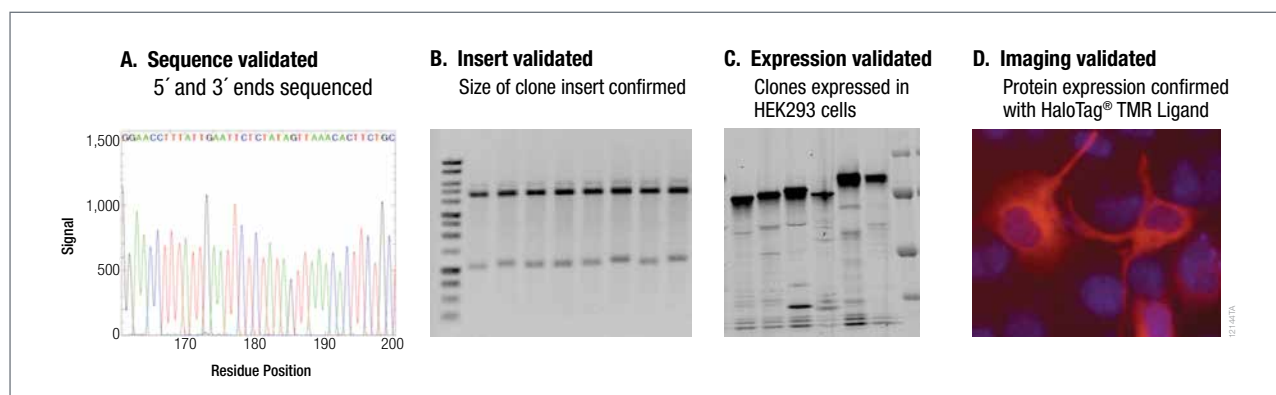 A. Sequence validated
5´ and 3´ ends sequenced
B. Insert validated
Size of clone insert confirmed
C. Expression validated
Clones expressed in
HEK293 cells
D. Imaging validated
Protein expression confirmed
with HaloTag® TMR Ligand
GGAACCTTTATTGAATTCTCTATAGTTAAACACTTCTGC
1,500
1,000
500
0
Signal
170
180
190
200
Residue Position
12144TA